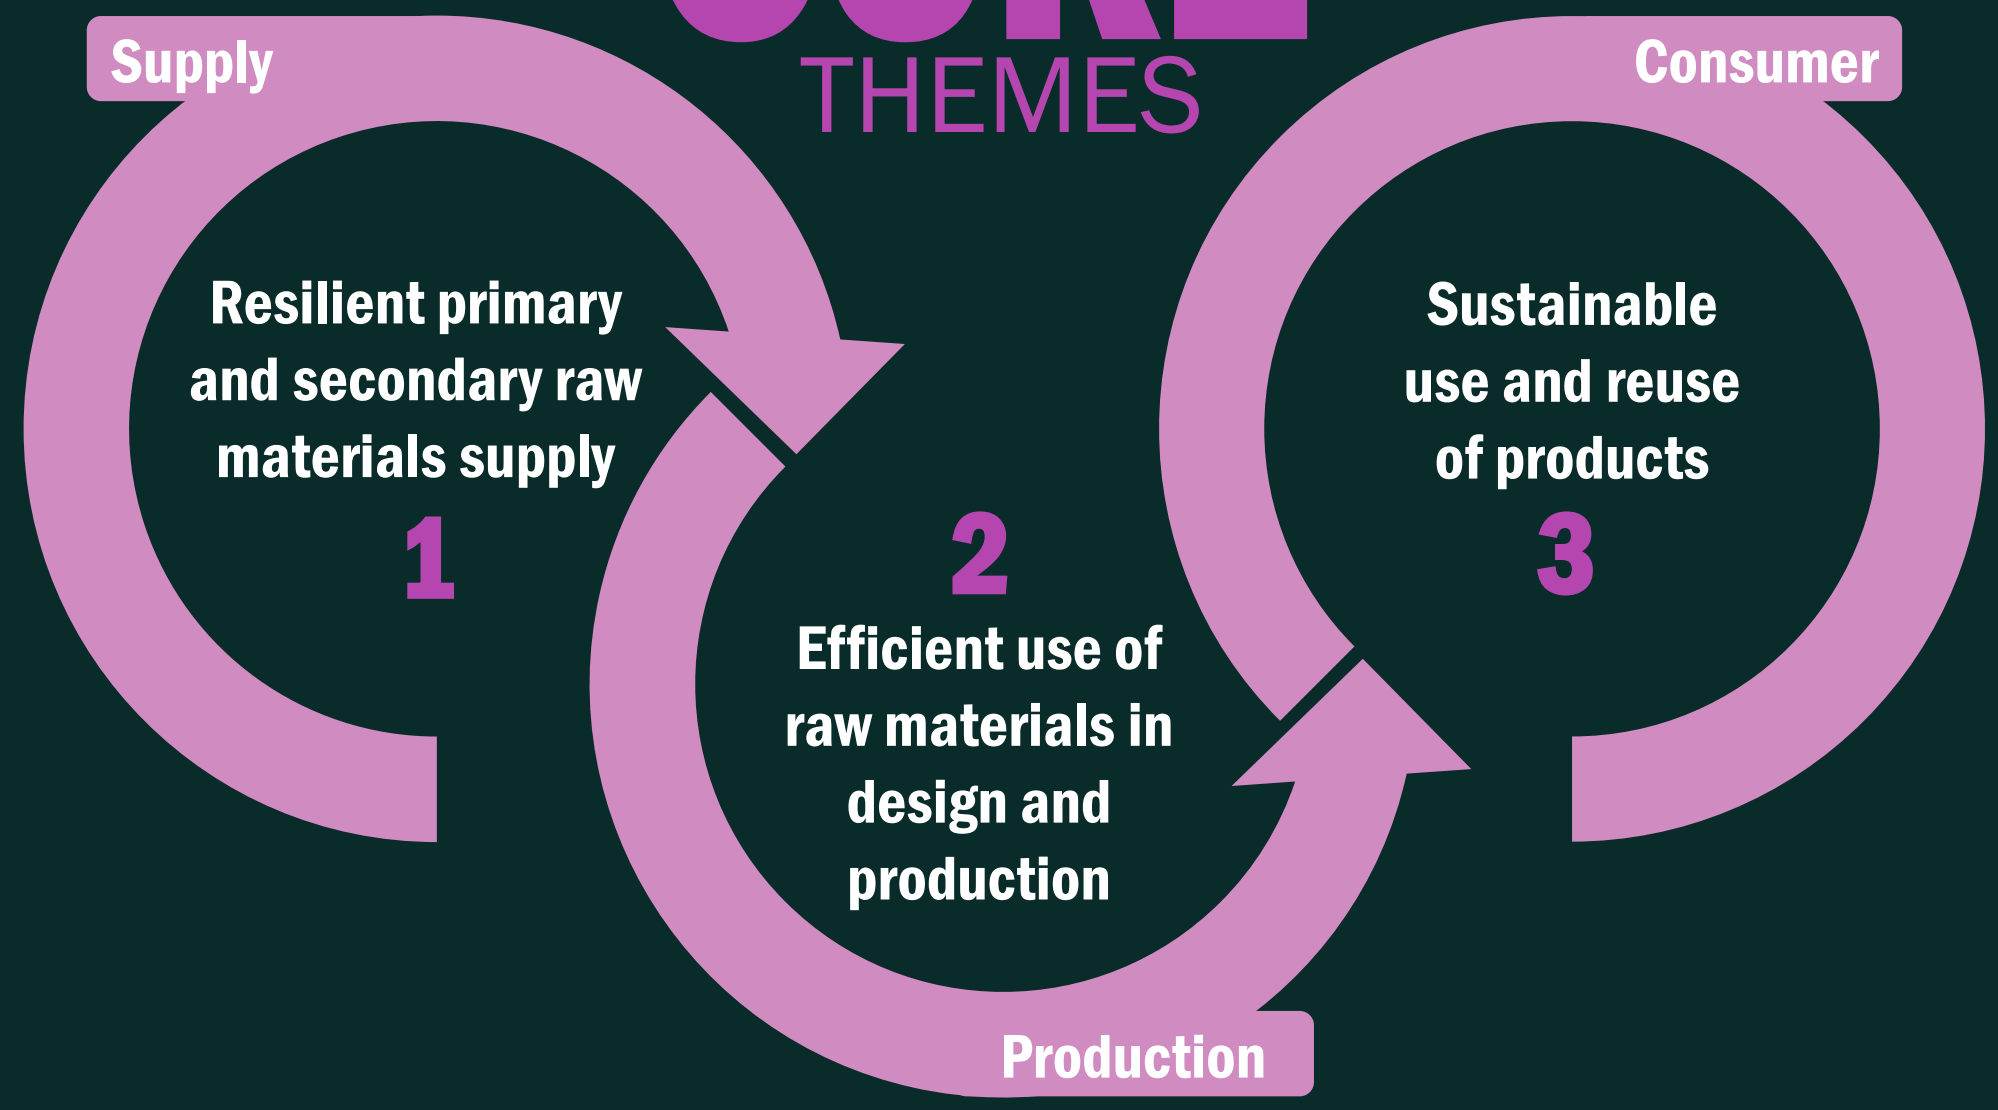 THEMES
Supply
Consumer
Resilient primary
and secondary raw
materials supply
1
2
Efficient use of
raw materials in
design and
production
Sustainable
use and reuse
of products
3
Production